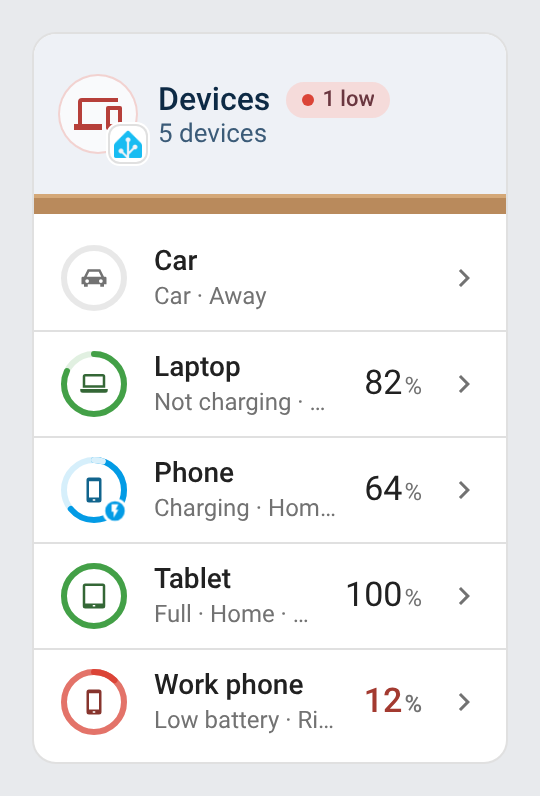 Devices
1 low
5 devices
Car
Car · Away
Laptop
82%
Not charging · …
Phone
64%
Charging · Hom…
Tablet
100%
Full · Home · …
Work phone
12%
Low battery · Ri…